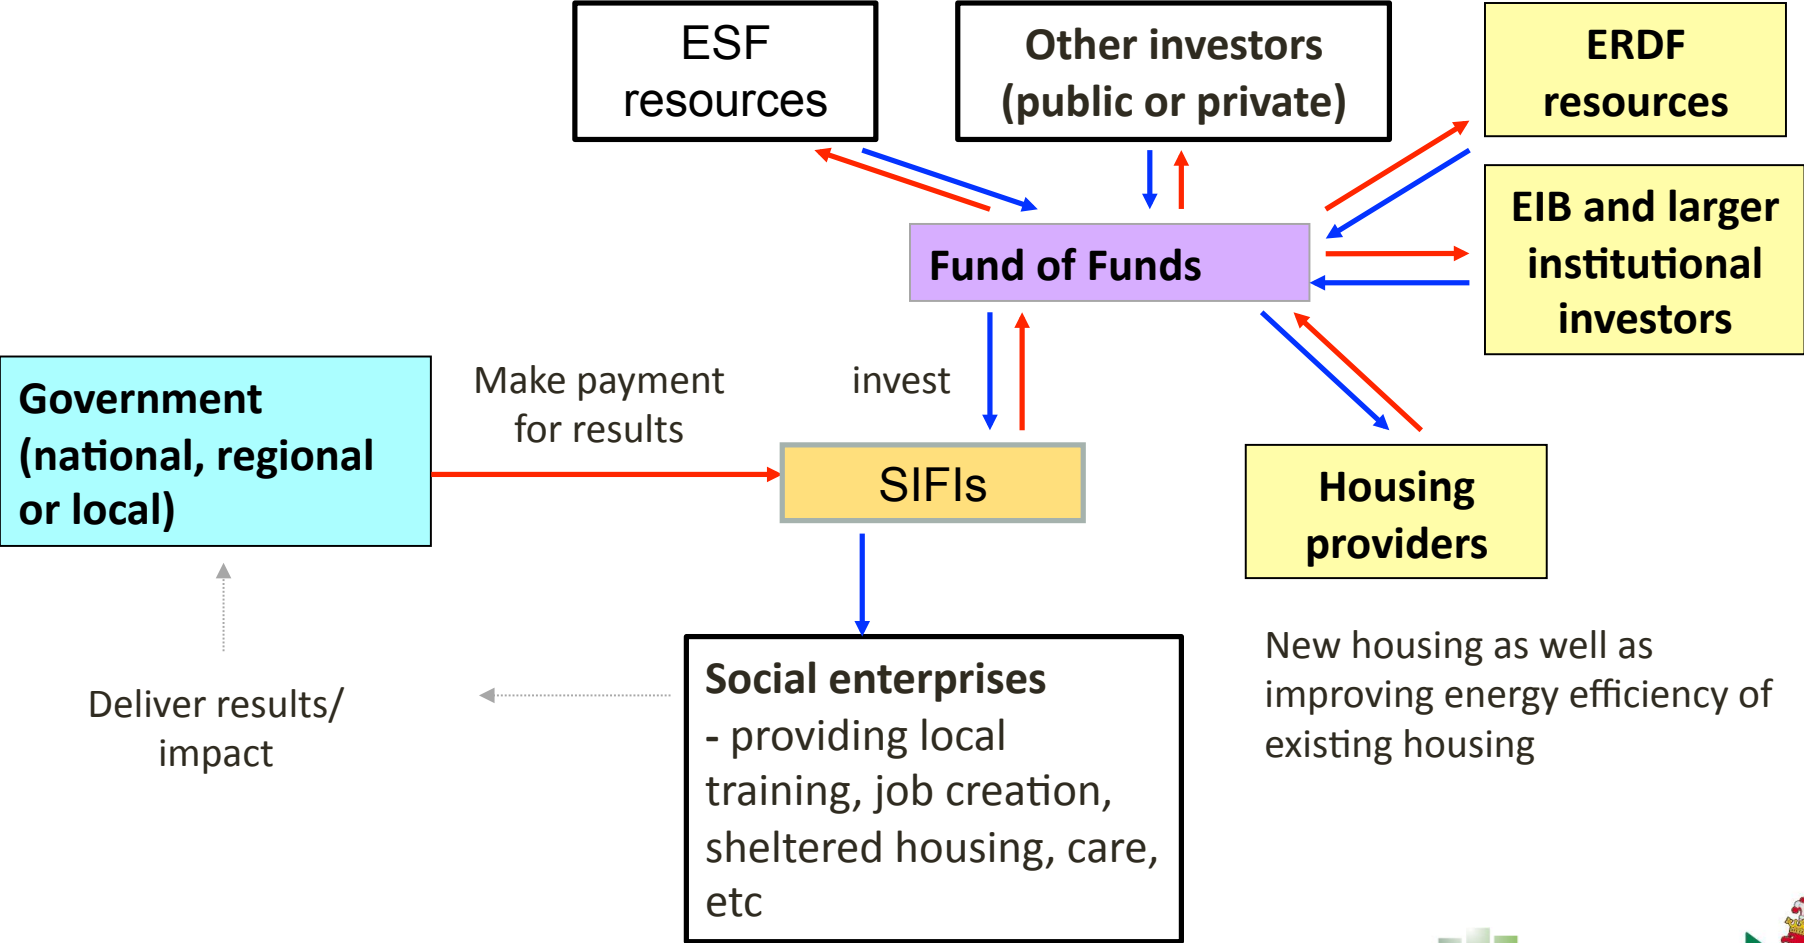 ESF
resources
Other investors
(public or private)
ERDF
resources
EIB and larger
institutional
investors
Fund of Funds
Government
(national, regional
or local)
Make payment
for results
invest
SIFIs
Housing
providers
New housing as well as
improving energy efficiency of
existing housing
Deliver results/
impact
Social enterprises
- providing local
training, job creation,
sheltered housing, care,
etc